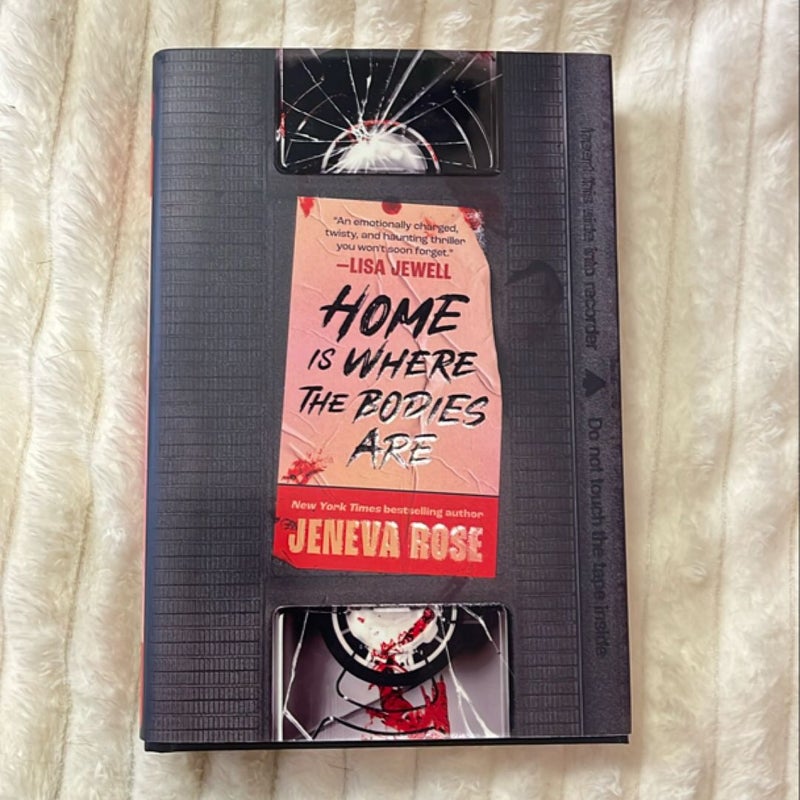 "An emotionally charged,
twisty, and haunting thriller
you won't soon forget."
—LISA JEWELL
HOME
IS WHERE
THE BODIES
ARE
New York Times bestselling author
JENEVA ROSE
Insert this side into recorder
Do not touch the tape inside